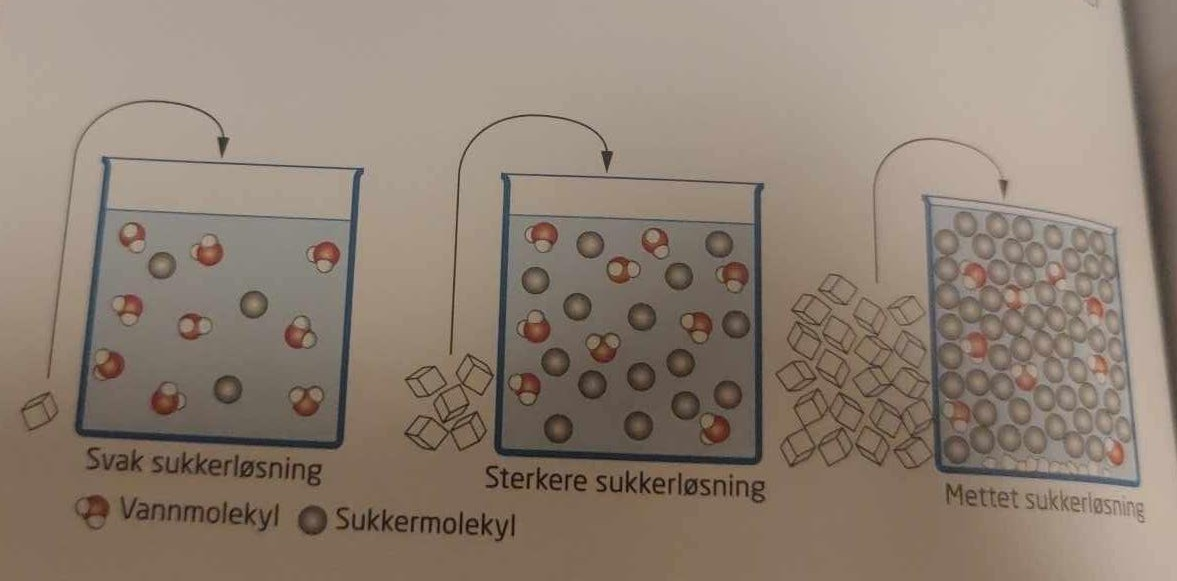 Svak sukkerløsning
Sterkere sukkerløsning
Mettet sukkerløsning
Vannmolekyl
Sukkermolekyl